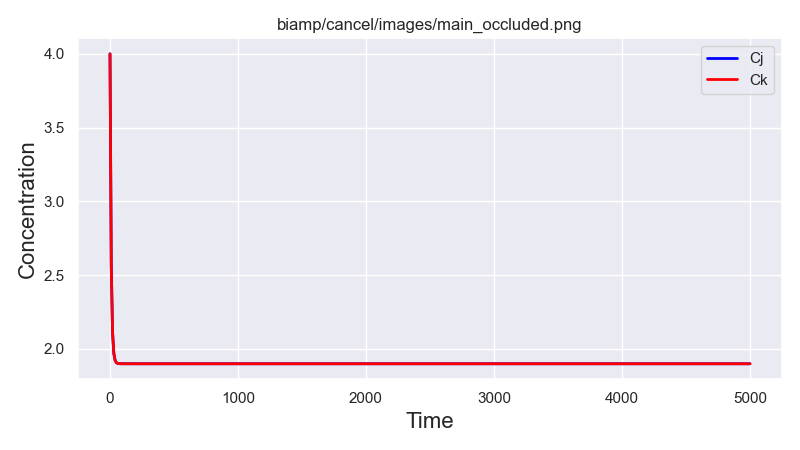 biamp/cancel/images/main_occluded.png
Cj
Ck
Concentration
4.0
3.5
3.0
2.5
2.0
0 1000 2000 3000 4000 5000
Time